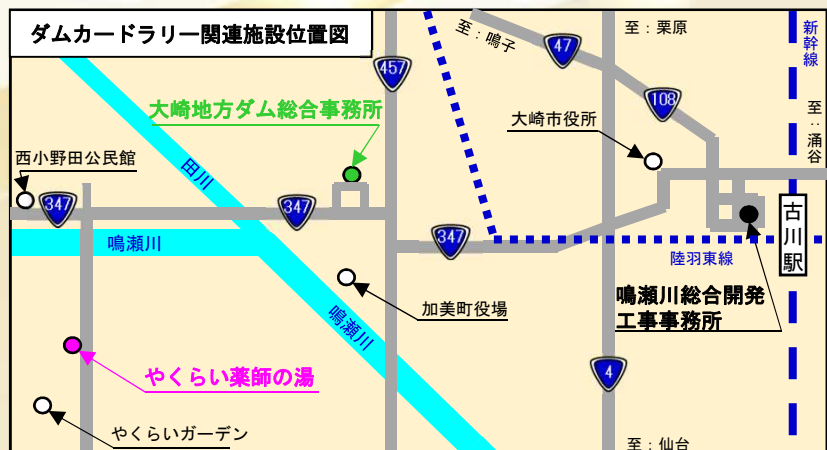 ダムカードラリー関連施設位置図
457
至：鳴子
47
至：栗原
新幹線
108
至：涌谷
大崎地方ダム総合事務所
大崎市役所
西小野田公民館
田川
347
347
347
鳴瀬川
古川駅
陸羽東線
加美町役場
鳴瀬川
鳴瀬川総合開発
工事事務所
やくらい薬師の湯
4
やくらいガーデン
至：仙台